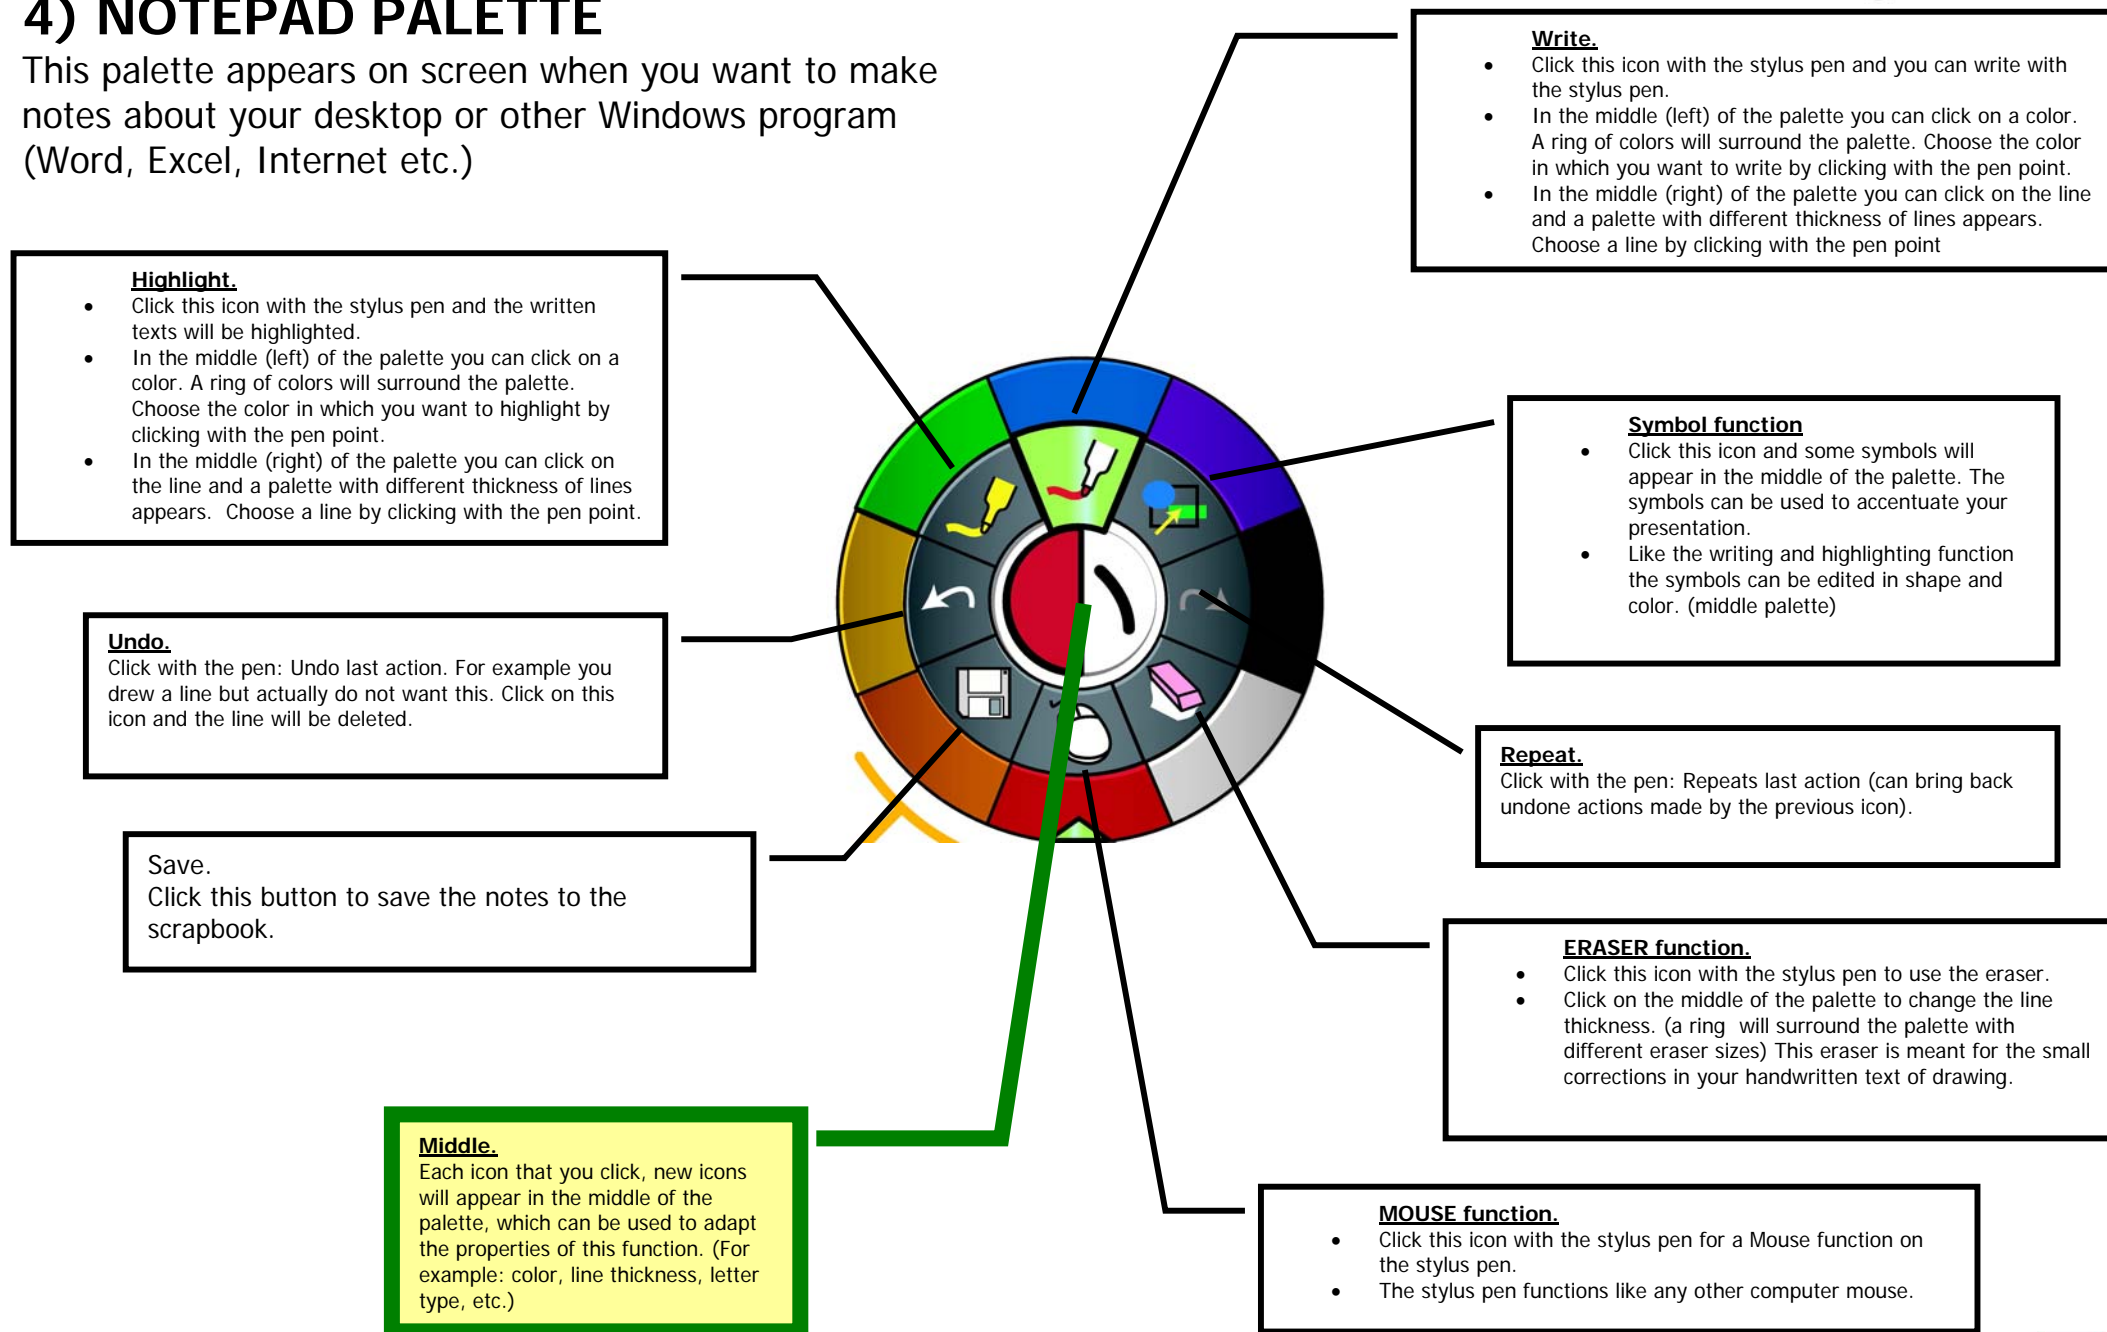 4) NOTEPAD PALETTE
This palette appears on screen when you want to make
notes about your desktop or other Windows program
(Word, Excel, Internet etc.)
Write.
• Click this icon with the stylus pen and you can write with
the stylus pen.
• In the middle (left) of the palette you can click on a color.
A ring of colors will surround the palette. Choose the color
in which you want to write by clicking with the pen point.
• In the middle (right) of the palette you can click on the line
and a palette with different thickness of lines appears.
Choose a line by clicking with the pen point
Highlight.
• Click this icon with the stylus pen and the written
texts will be highlighted.
• In the middle (left) of the palette you can click on a
color. A ring of colors will surround the palette.
Choose the color in which you want to highlight by
clicking with the pen point.
• In the middle (right) of the palette you can click on
the line and a palette with different thickness of lines
appears.  Choose a line by clicking with the pen point.
Symbol function
• Click this icon and some symbols will
appear in the middle of the palette. The
symbols can be used to accentuate your
presentation.
• Like the writing and highlighting function
the symbols can be edited in shape and
color. (middle palette)
Undo.
Click with the pen: Undo last action. For example you
drew a line but actually do not want this. Click on this
icon and the line will be deleted.
Repeat.
Click with the pen: Repeats last action (can bring back
undone actions made by the previous icon).
Save.
Click this button to save the notes to the
scrapbook.
ERASER function.
• Click this icon with the stylus pen to use the eraser.
• Click on the middle of the palette to change the line
thickness. (a ring  will surround the palette with
different eraser sizes) This eraser is meant for the small
corrections in your handwritten text of drawing.
Middle.
Each icon that you click, new icons
will appear in the middle of the
palette, which can be used to adapt
the properties of this function. (For
example: color, line thickness, letter
type, etc.)
MOUSE function.
• Click this icon with the stylus pen for a Mouse function on
the stylus pen.
• The stylus pen functions like any other computer mouse.